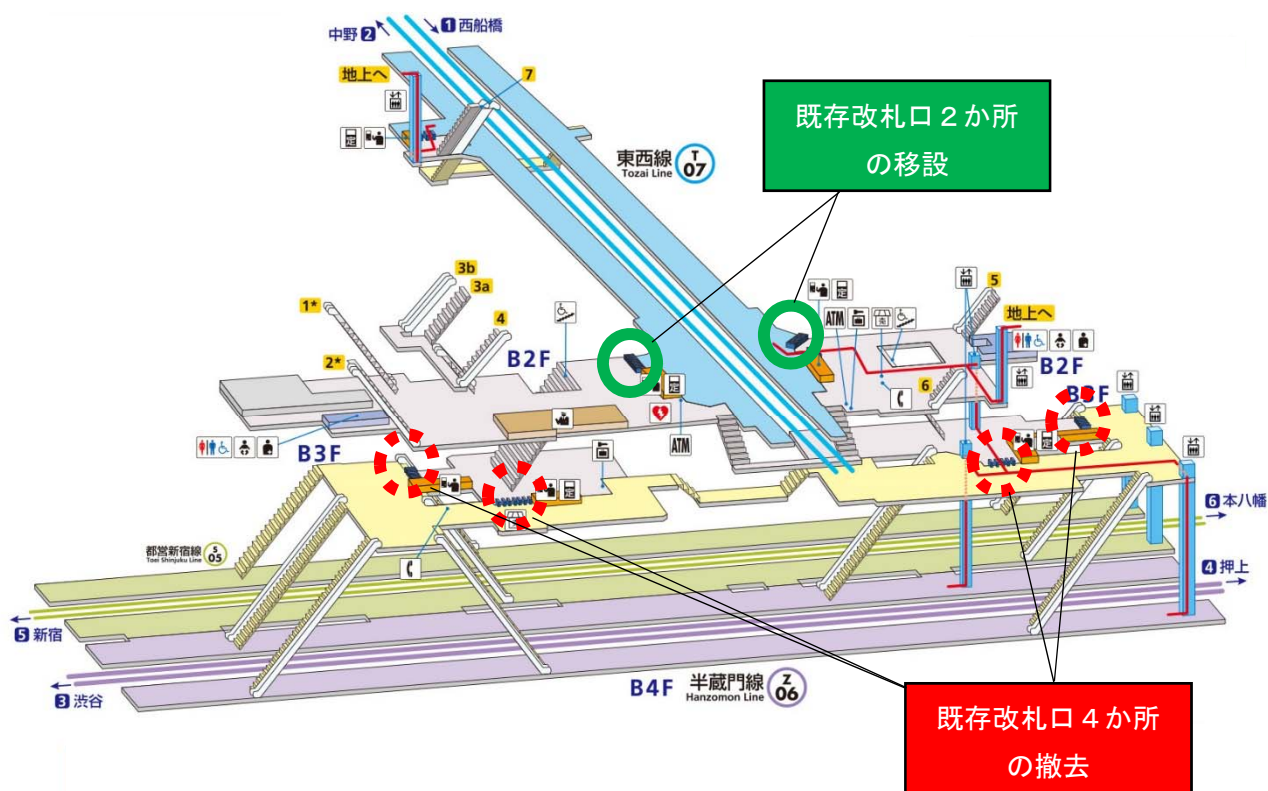 中野 2
1 西船橋
地上へ
7
東西線
Tozai Line
T
07
既存改札口２か所
の移設
3b
3a
1*
4
2*
B2F
ATM
5
地上へ
B2F
6
B3F
ATM
B3F
都営新宿線
Toei Shinjuku Line
S
05
6 本八幡
4 押上
5 新宿
3 渋谷
B4F
半蔵門線
Hanzomon Line
Z
06
既存改札口４か所
の撤去